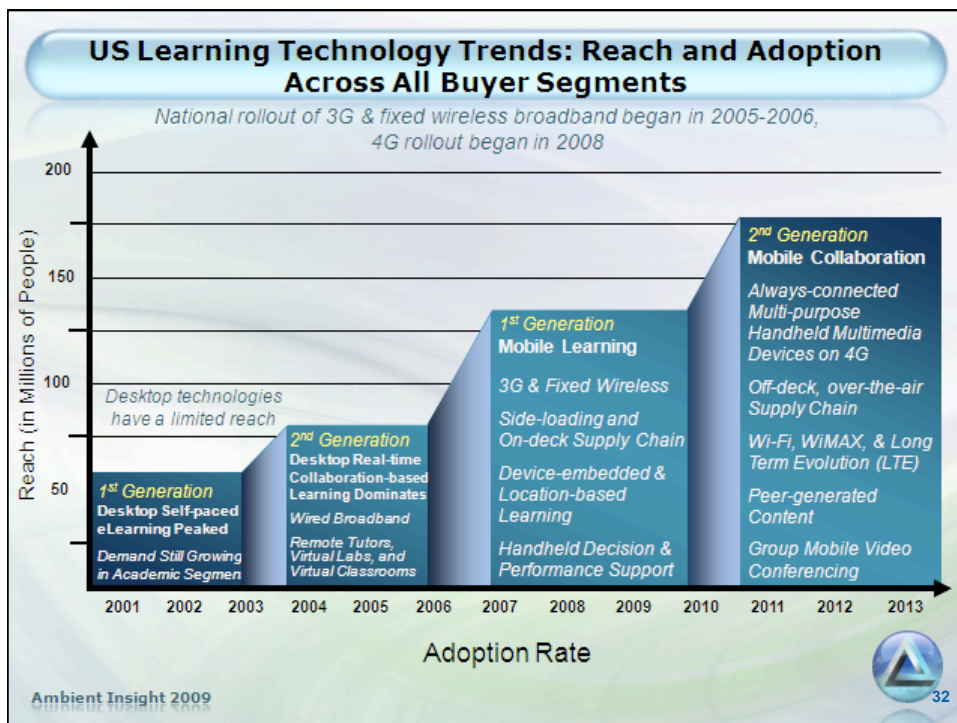 US Learning Technology Trends: Reach and Adoption
Across All Buyer Segments
National rollout of 3G & fixed wireless broadband began in 2005-2006,
4G rollout began in 2008
Reach (in Millions of People)
200
150
100
50
Desktop technologies
have a limited reach
1st Generation
Desktop Self-paced
eLearning Peaked
Demand Still Growing
in Academic Segmen
2nd Generation
Desktop Real-time
Collaboration-based
Learning Dominates
Wired Broadband
Remote Tutors,
Virtual Labs, and
Virtual Classrooms
1st Generation
Mobile Learning
3G & Fixed Wireless
Side-loading and
On-deck Supply Chain
Device-embedded &
Location-based
Learning
Handheld Decision &
Performance Support
2nd Generation
Mobile Collaboration
Always-connected
Multi-purpose
Handheld Multimedia
Devices on 4G
Off-deck, over-the-air
Supply Chain
Wi-Fi, WiMAX, & Long
Term Evolution (LTE)
Peer-generated
Content
Group Mobile Video
Conferencing
2001 2002 2003 2004 2005 2006 2007 2008 2009 2010 2011 2012 2013
Adoption Rate
Ambient Insight 2009
32